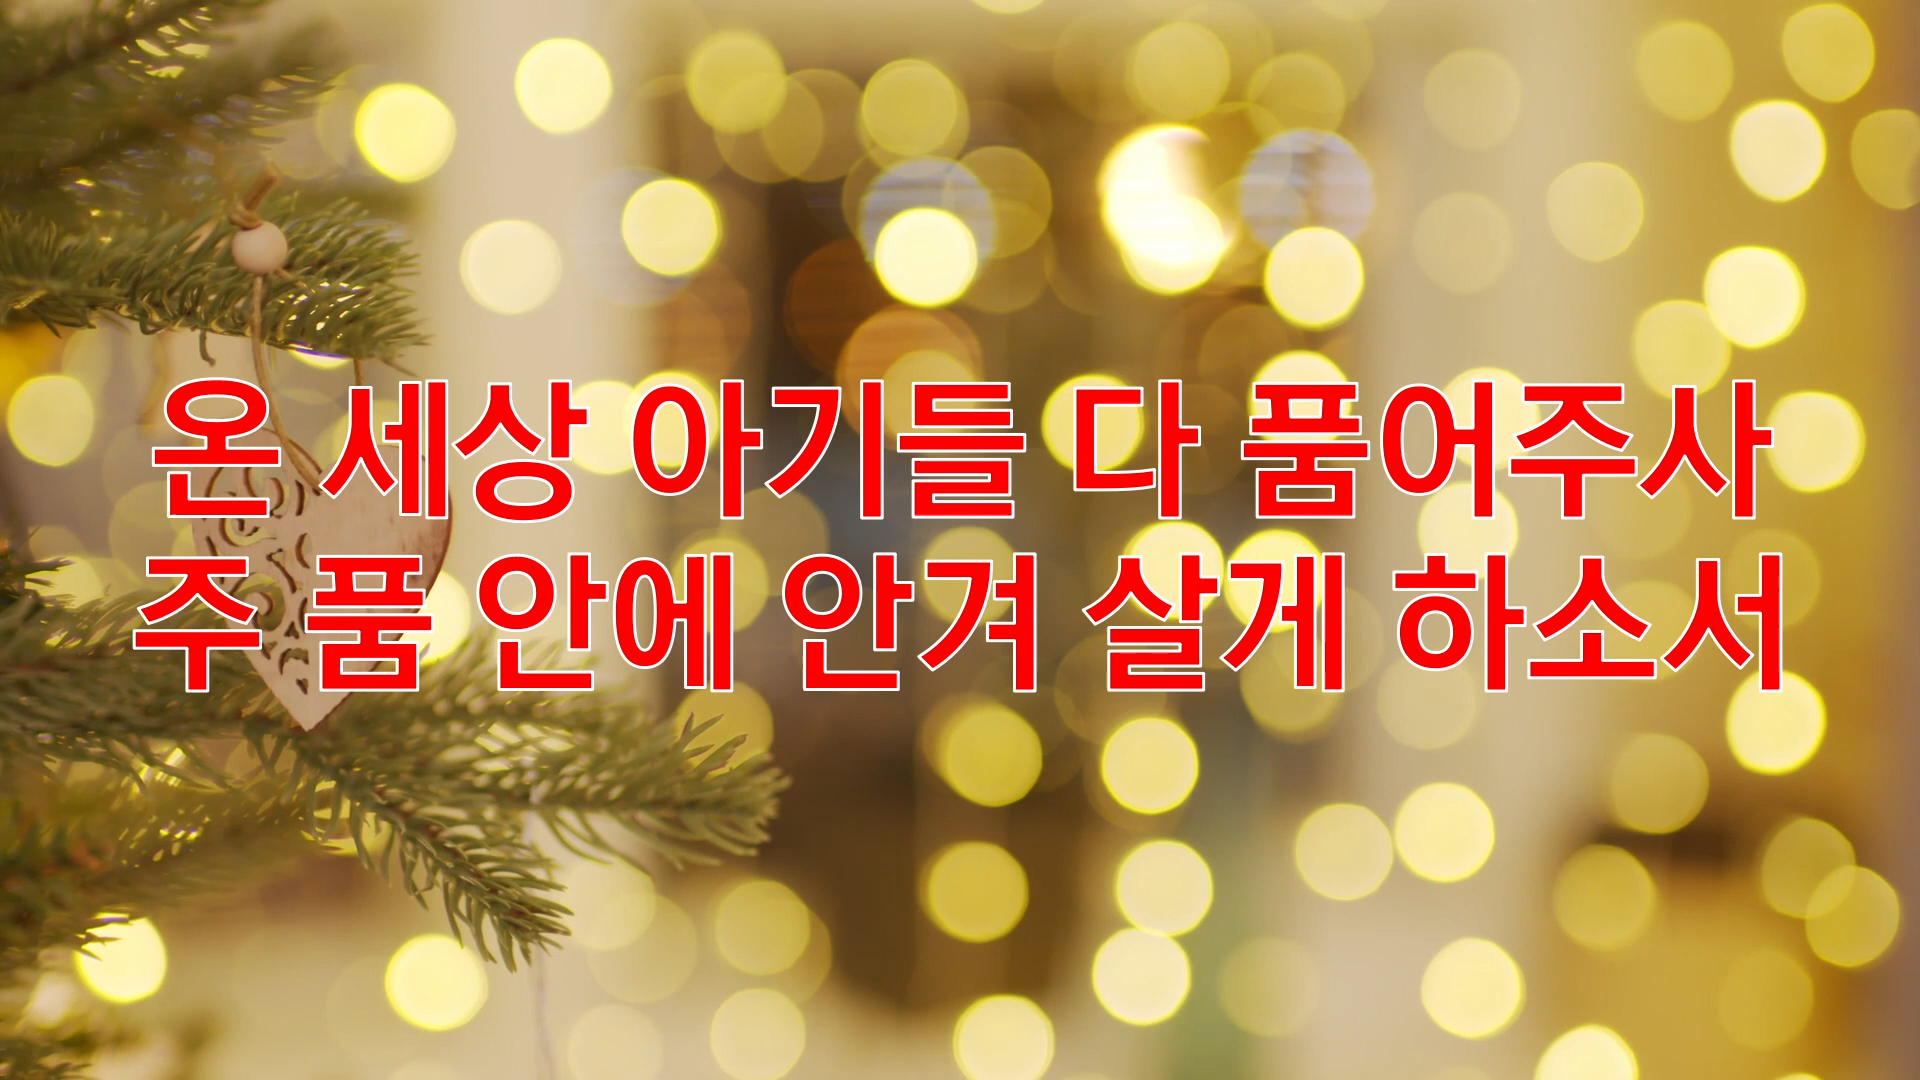 온 세상 아기들 다 품어주사
주 품 안에 안겨 살게 하소서